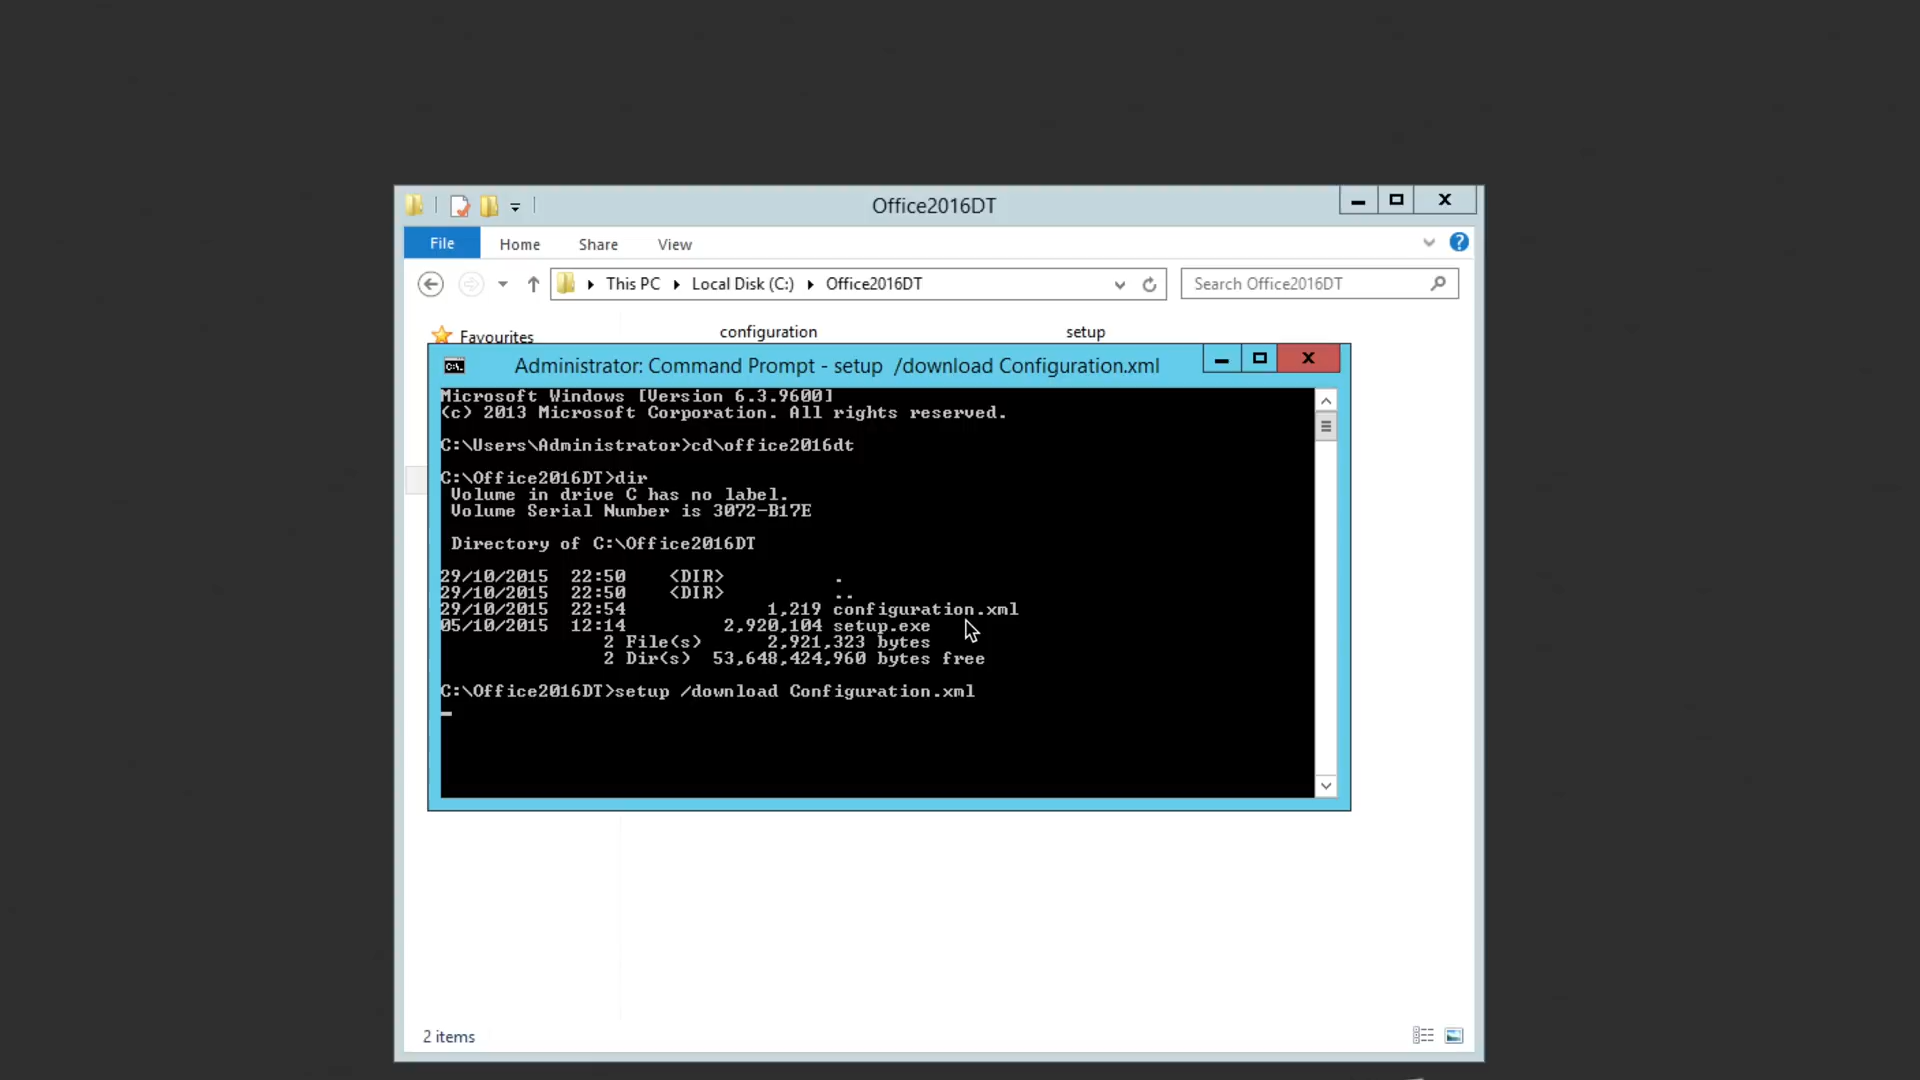 Office2016DT
File Home Share View
This PC Local Disk (C:) Office2016DT Search Office2016DT
Favourites
configuration setup
Administrator: Command Prompt - setup /download Configuration.xml
Microsoft Windows [Version 6.3.9600]
(c) 2013 Microsoft Corporation. All rights reserved.
C:\Users\Administrator>cd\office2016dt
C:\Office2016DT>dir
Volume in drive C has no label.
Volume Serial Number is 3072-B17E
Directory of C:\Office2016DT
29/10/2015 22:50 <DIR> .
29/10/2015 22:50 <DIR> ..
29/10/2015 22:54 1,219 configuration.xml
05/10/2015 12:14 2,920,104 setup.exe
2 File(s) 2,921,323 bytes
2 Dir(s) 53,648,424,960 bytes free
C:\Office2016DT>setup /download Configuration.xml
2 items